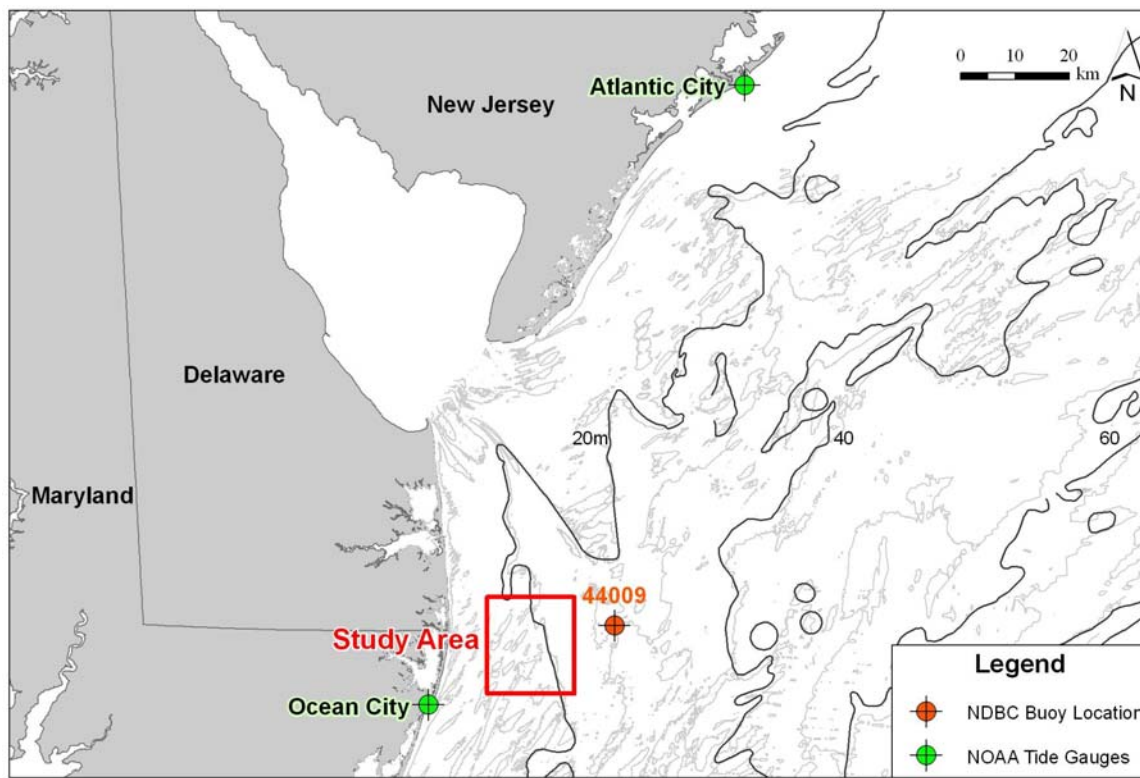 0 10 20
km
N
Atlantic City
New Jersey
Delaware
20m
40
60
Maryland
44009
Study Area
Ocean City
Legend
NDBC Buoy Location
NOAA Tide Gauges